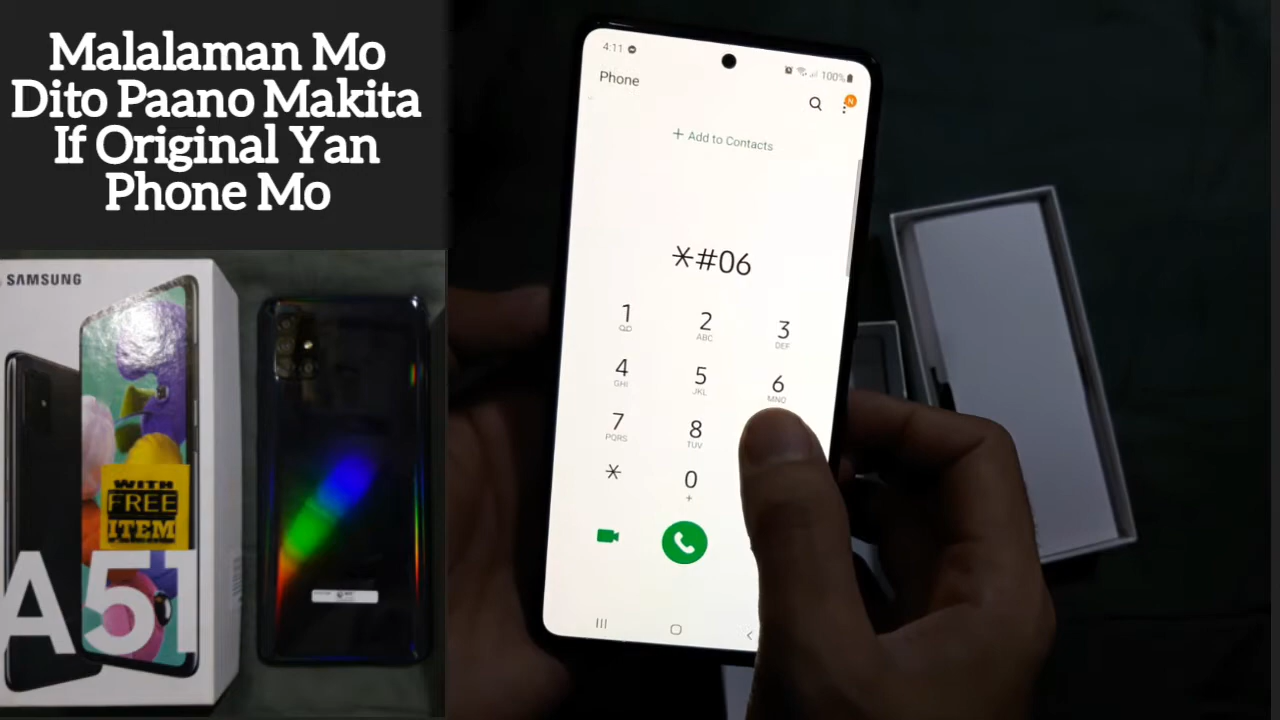 Malalaman Mo
Dito Paano Makita
If Original Yan
Phone Mo
SAMSUNG
WITH
FREE
ITEM
A51
4:11
100%
Phone
N
+ Add to Contacts
*#06
1
2
ABC
3
DEF
4
GHI
5
JKL
6
MNO
7
PQRS
8
TUV
*
0
+